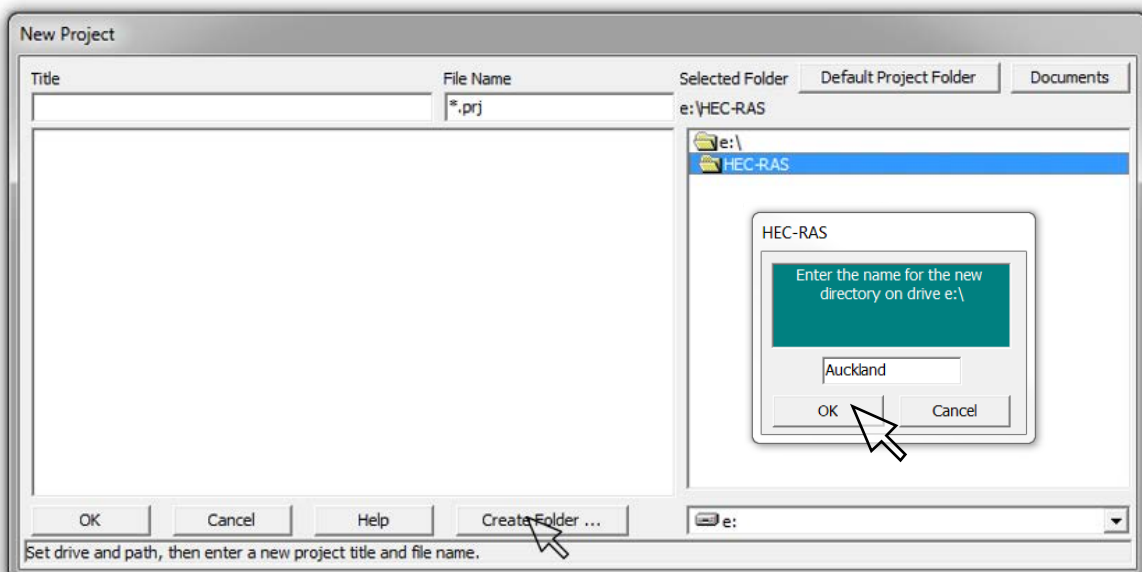 New Project
Title
File Name
Selected Folder
Default Project Folder
Documents
*.prj
e:\HEC-RAS
e:\
HEC-RAS
HEC-RAS
Enter the name for the new
directory on drive e:\
Auckland
OK
Cancel
OK
Cancel
Help
Create Folder ...
e:
Set drive and path, then enter a new project title and file name.